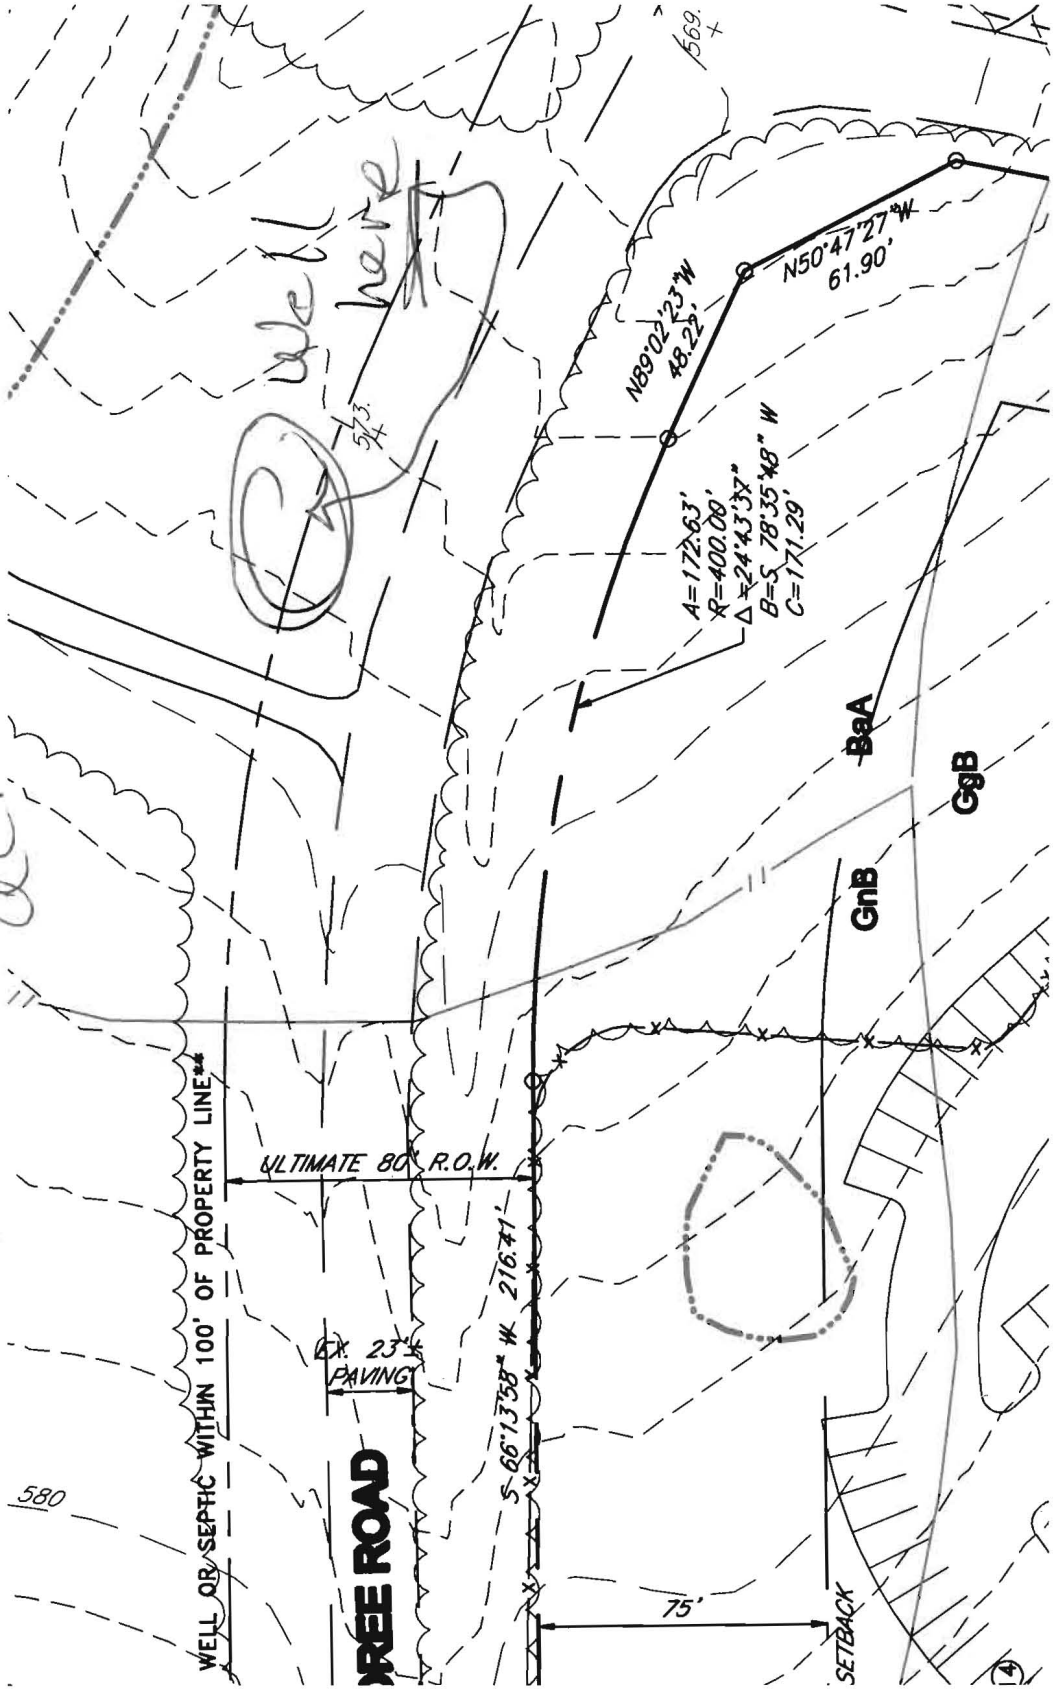 569.
Well
here
573.
N50°47'27"W
61.90'
N89°02'23"W
48.22'
A=172.63'
R=400.00'
Δ=24°43'37"
B=S 78°35'48" W
C=171.29'
BaA
GgB
GnB
WELL OR SEPTIC WITHIN 100' OF PROPERTY LINE**
ULTIMATE 80' R.O.W.
S 66°13'58" W 216.41'
EX. 23'±
PAVING
580
OREE ROAD
75'
SETBACK
14